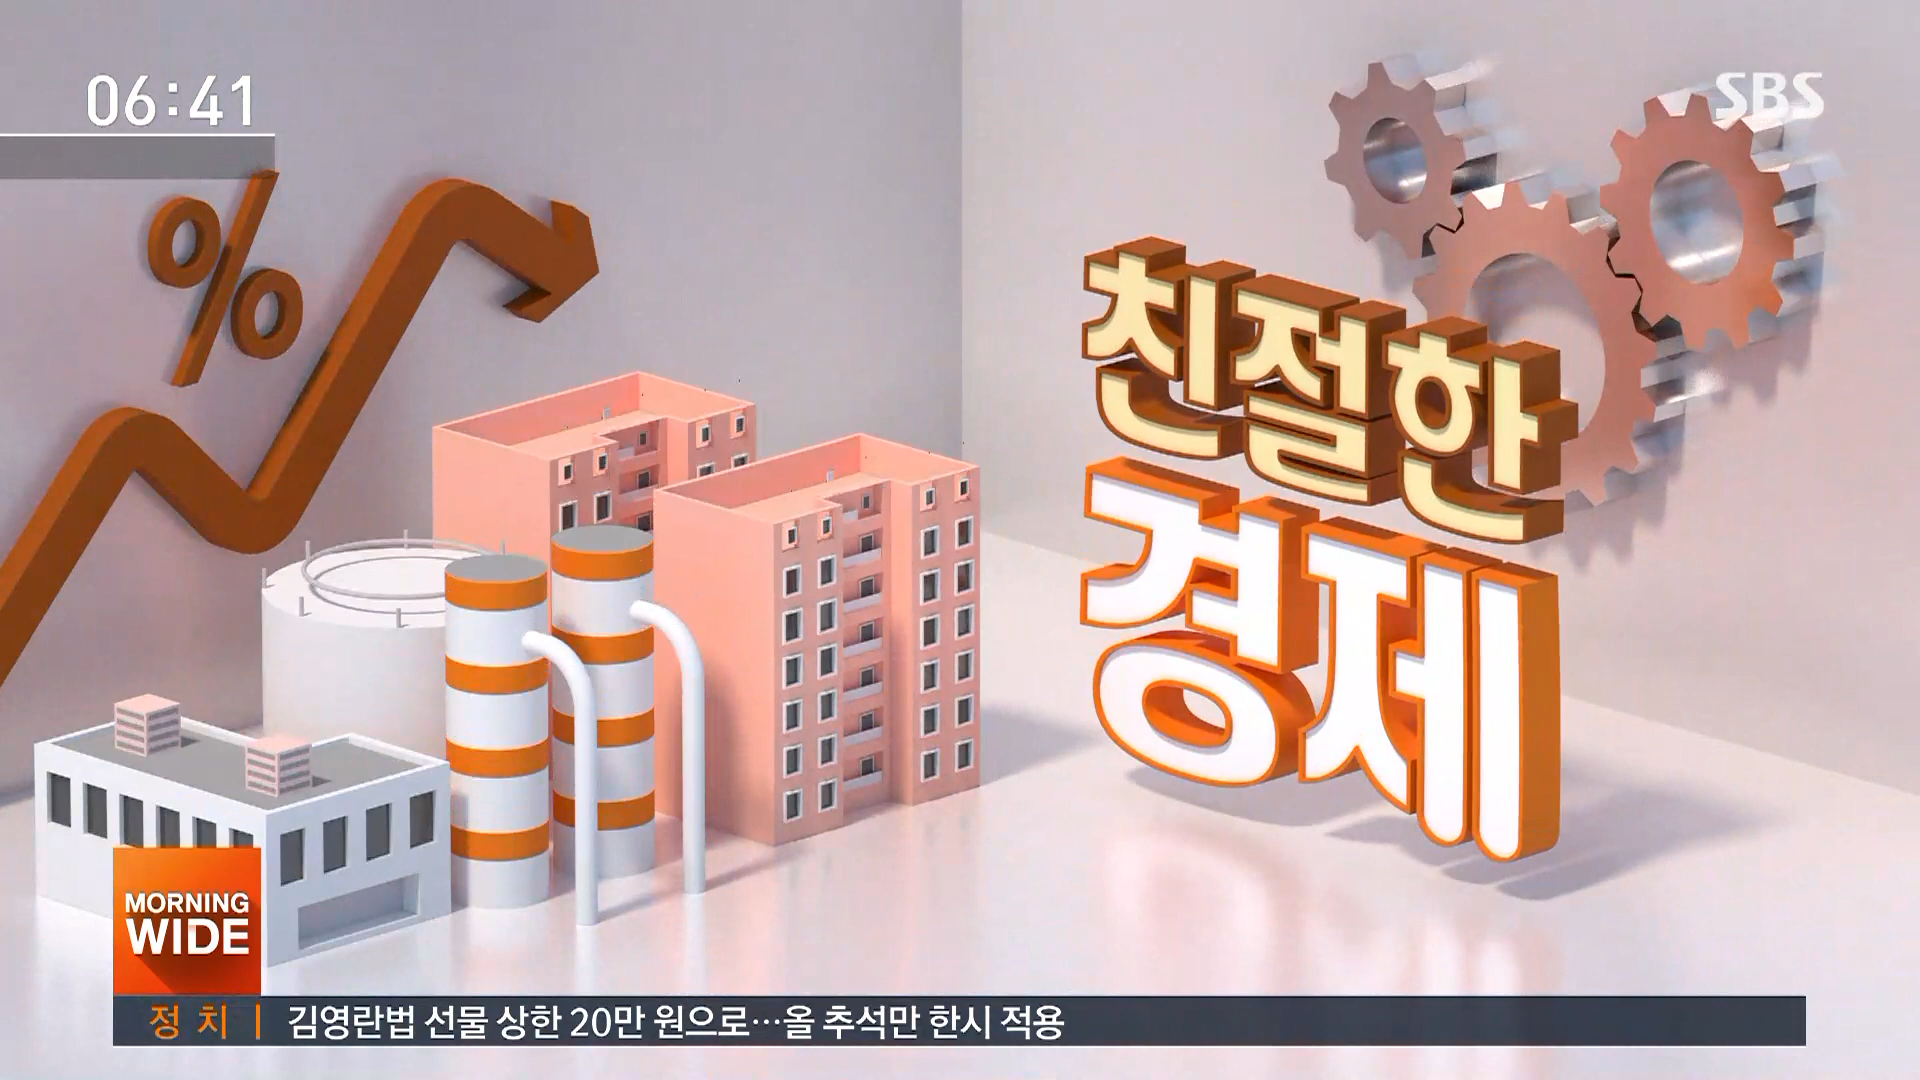 06:41
SBS
%
친절한
경제
MORNING
WIDE
정치 | 김영란법 선물 상한 20만 원으로…올 추석만 한시 적용